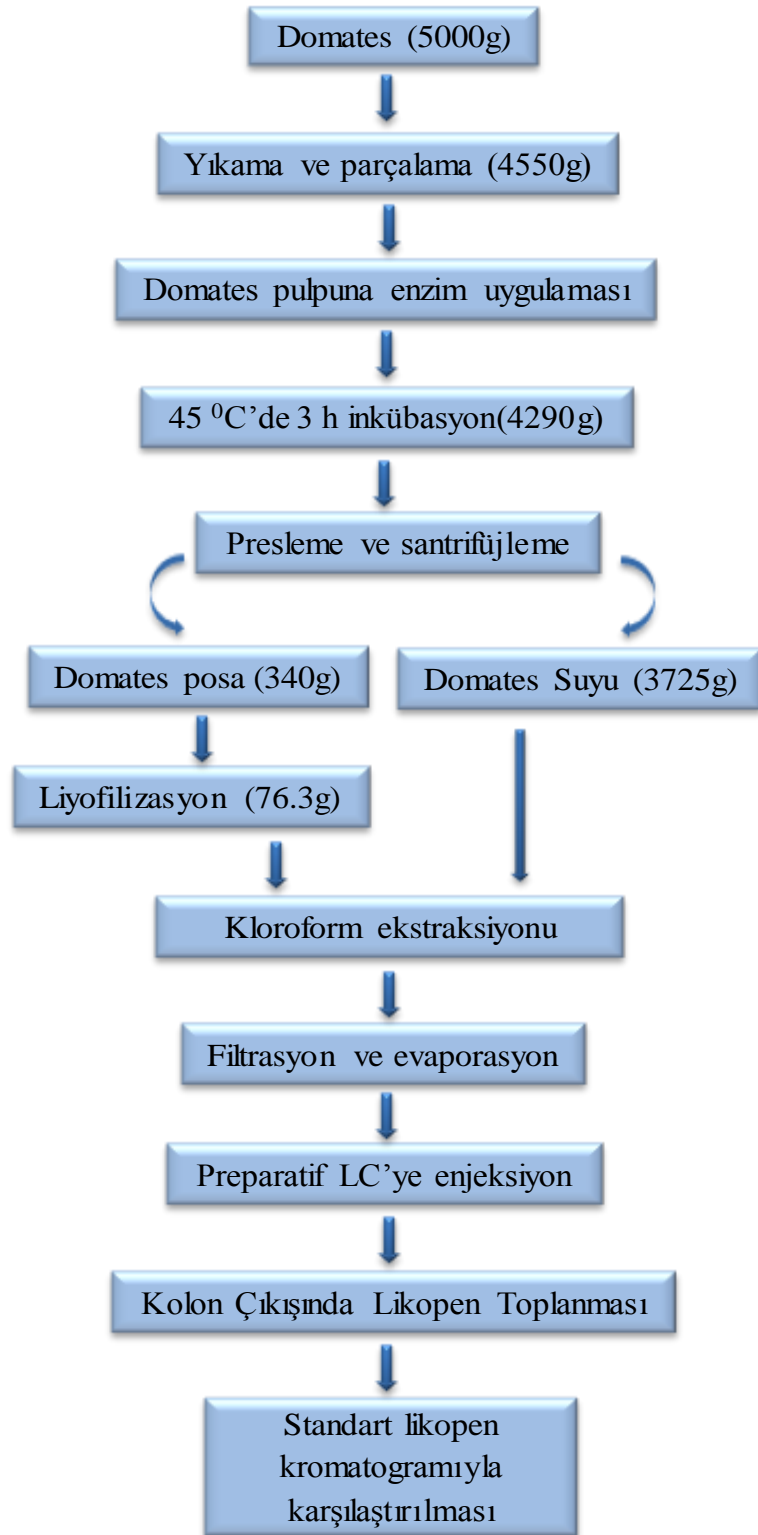 Domates (5000g)
Yıkama ve parçalama (4550g)
Domates pulpuna enzim uygulaması
45 ⁰C’de 3 h inkübasyon(4290g)
Presleme ve santrifüjleme
Domates posa (340g)
Domates Suyu (3725g)
Liyofilizasyon (76.3g)
Kloroform ekstraksiyonu
Filtrasyon ve evaporasyon
Preparatif LC’ye enjeksiyon
Kolon Çıkışında Likopen Toplanması
Standart likopen
kromatogramıyla
karşılaştırılması